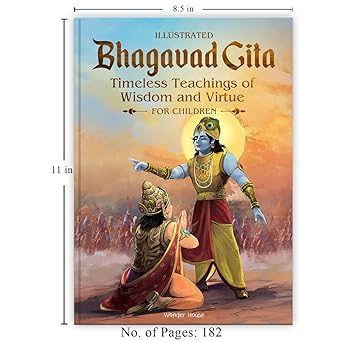 8.5 in
ILLUSTRATED
Bhagavad Gita
Timeless Teachings of
Wisdom and Virtue
FOR CHILDREN
11 in
Wonder House
No. of Pages: 182